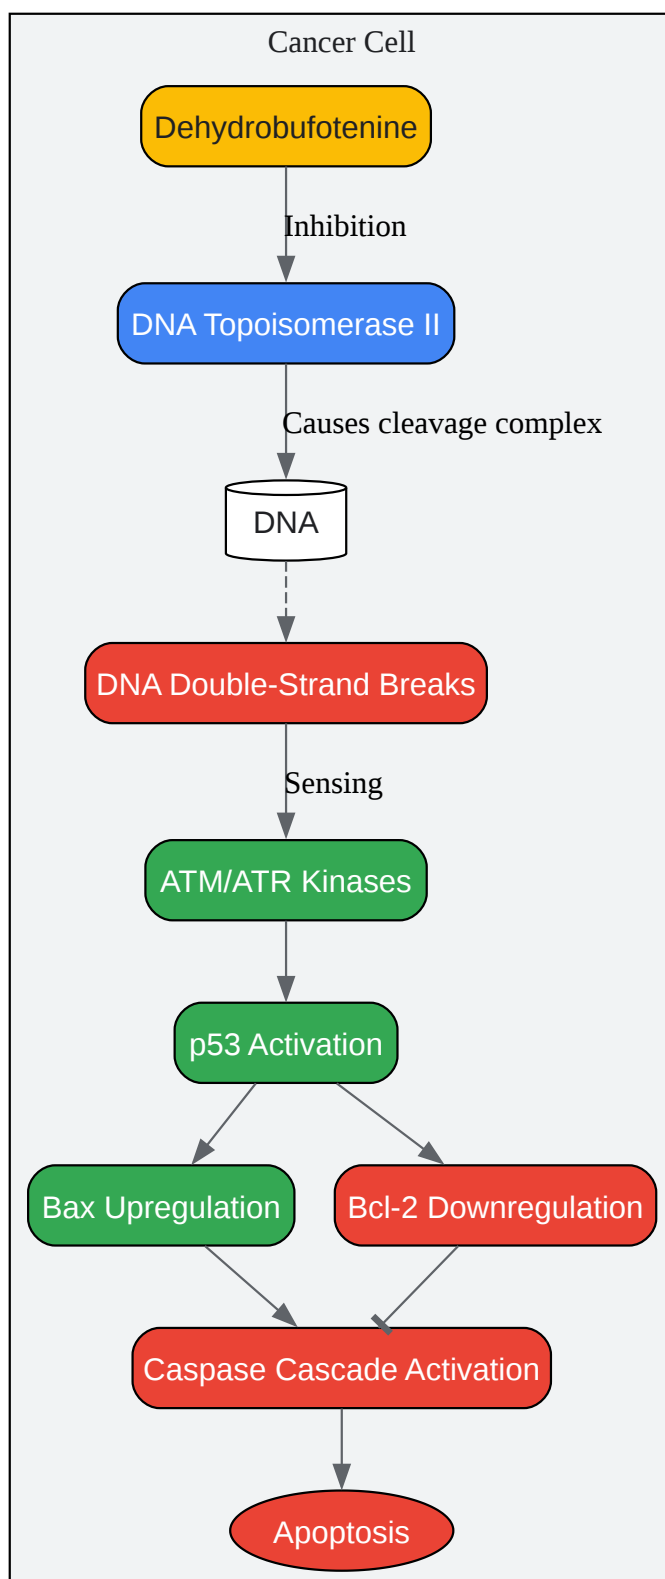 Cancer Cell
Dehydrobufotenine
Inhibition
DNA Topoisomerase II
Causes cleavage complex
DNA
DNA Double-Strand Breaks
Sensing
ATM/ATR Kinases
p53 Activation
Bax Upregulation
Bcl-2 Downregulation
Caspase Cascade Activation
Apoptosis